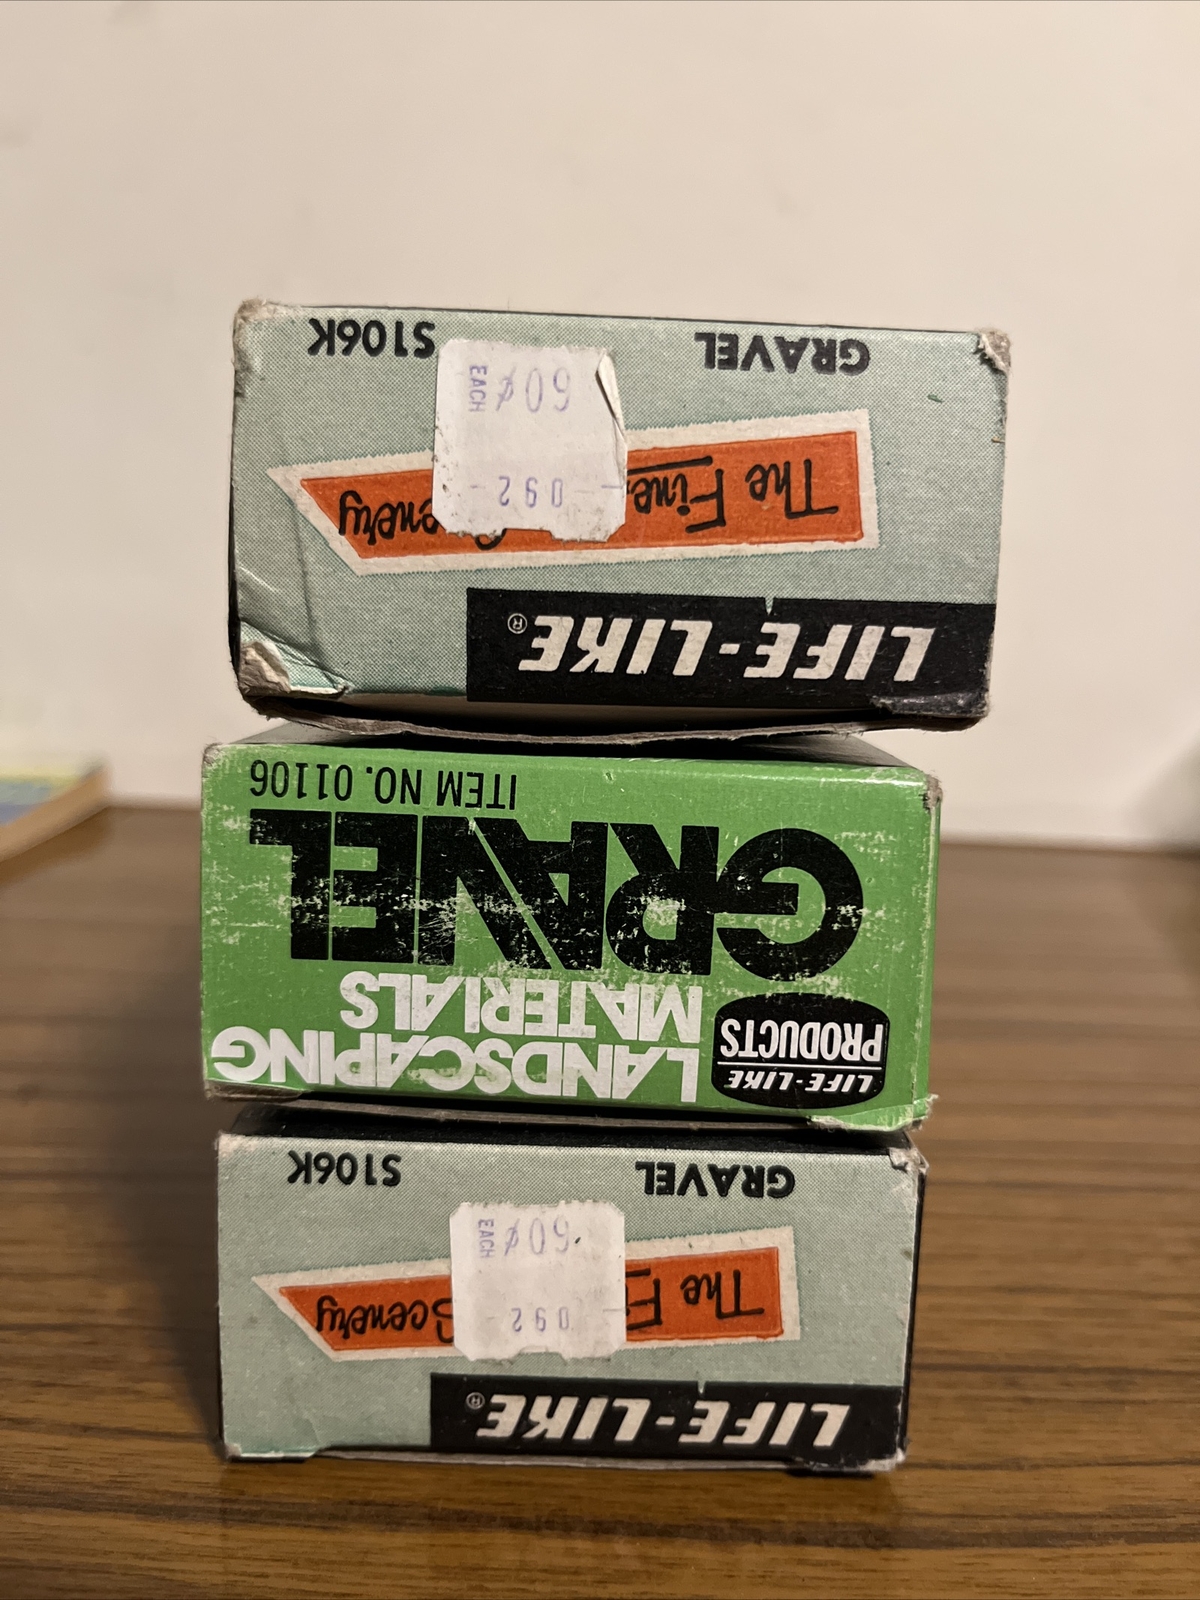 LIFE-LIKE®
The
Scenery
092
60¢ EACH
GRAVEL S106K
LIFE-LIKE
PRODUCTS
LANDSCAPING
MATERIALS
GRAVEL
ITEM NO. 01106
LIFE-LIKE®
The Fine
092
60¢ EACH
GRAVEL S106K